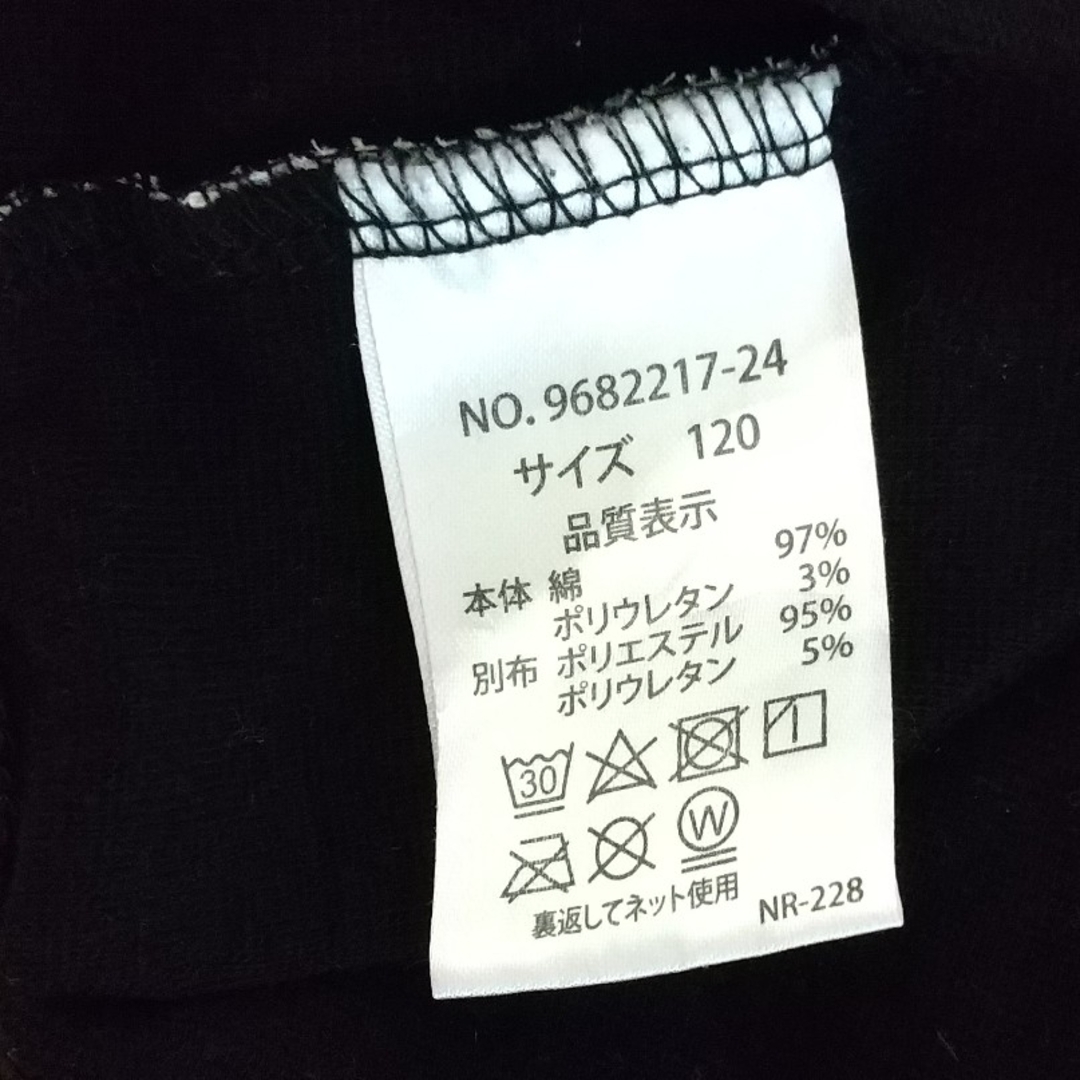 NO. 9682217-24
サイズ 120
品質表示
本体 綿 97%
ポリウレタン 3%
別布 ポリエステル 95%
ポリウレタン 5%
30
W
裏返してネット使用
NR-228